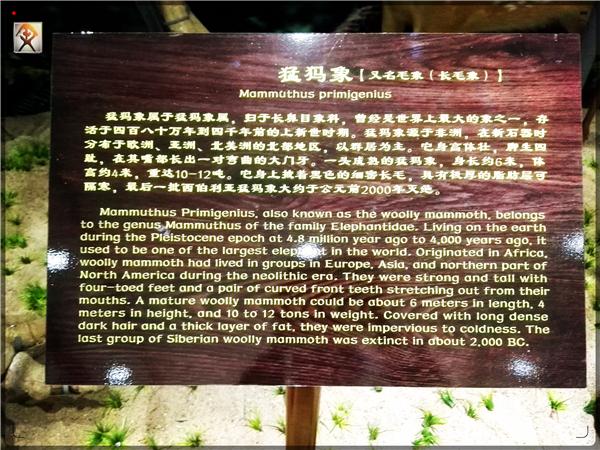 猛犸象【又名毛象(长毛象)】
Mammuthus primigenius
猛犸象属于猛犸象属，归于长鼻目象科，曾经是世界上最大的象之一，存
活于四百八十万年到四千年前的上新世时期。猛犸象源于非洲，在新石器时
分布于欧洲、亚洲、北美洲的北部地区，以群居为主。它身高体壮，脚生四
趾，在其嘴部长出一对弯曲的大门牙。一头成熟的猛犸象，身长约6米，体
高约4米，重达10-12吨。它身上披着黑色的细密长毛，具有极厚的脂肪层可
隔寒，最后一批西伯利亚猛犸象大约于公元前2000年灭绝。
Mammuthus Primigenius, also known as the woolly mammoth, belongs
to the genus Mammuthus of the family Elephantidae. Living on the earth
during the Pleistocene epoch at 4.8 million year ago to 4,000 years ago, it
used to be one of the largest elephant in the world. Originated in Africa,
woolly mammoth had lived in groups in Europe, Asia, and northern part of
North America during the neolithic era. They were strong and tall with
four-toed feet and a pair of curved front teeth stretching out from their
mouths. A mature woolly mammoth could be about 6 meters in length, 4
meters in height, and 10 to 12 tons in weight. Covered with long dense
dark hair and a thick layer of fat, they were impervious to coldness. The
last group of Siberian woolly mammoth was extinct in about 2,000 BC.